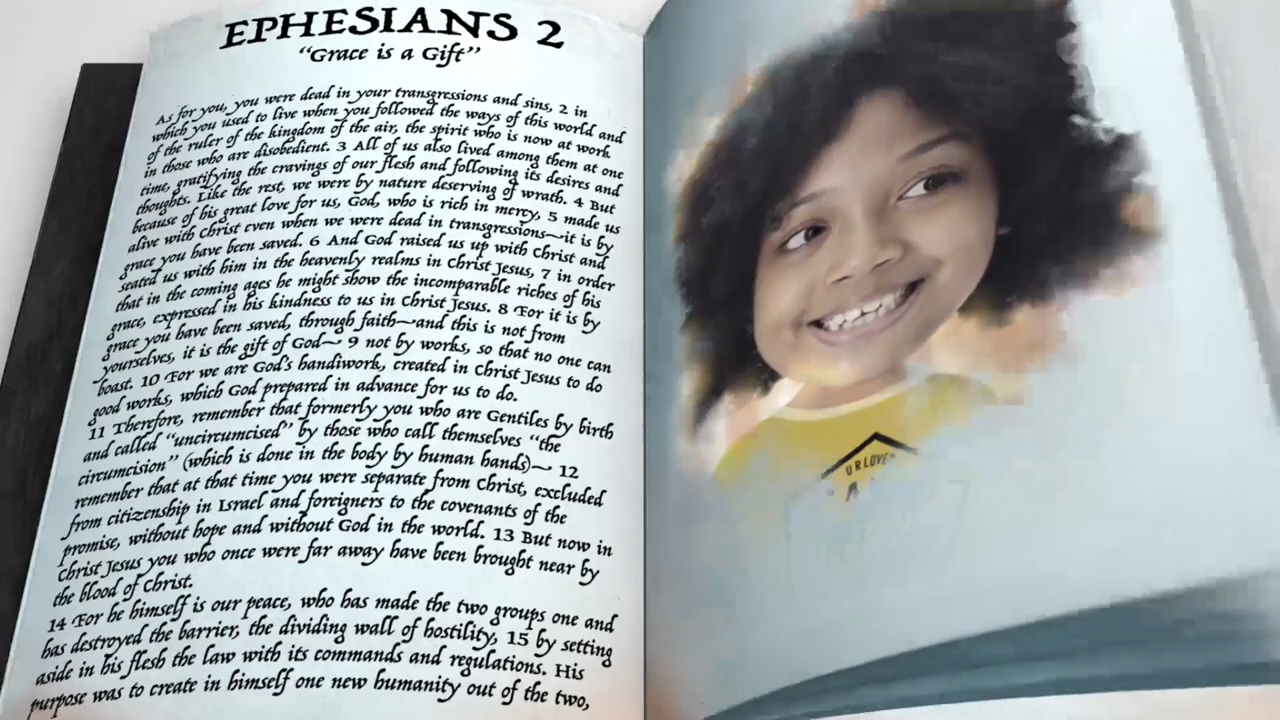 EPHESIANS 2
“Grace is a Gift”
As for you, you were dead in your transgressions and sins, 2 in
which you used to live when you followed the ways of this world and
of the ruler of the kingdom of the air, the spirit who is now at work
in those who are disobedient. 3 All of us also lived among them at one
time, gratifying the cravings of our flesh and following its desires and
thoughts. Like the rest, we were by nature deserving of wrath. 4 But
because of his great love for us, God, who is rich in mercy, 5 made us
alive with Christ even when we were dead in transgressions—it is by
grace you have been saved. 6 And God raised us up with Christ and
seated us with him in the heavenly realms in Christ Jesus, 7 in order
that in the coming ages he might show the incomparable riches of his
grace, expressed in his kindness to us in Christ Jesus. 8 For it is by
grace you have been saved, through faith—and this is not from
yourselves, it is the gift of God— 9 not by works, so that no one can
boast. 10 For we are God's handiwork, created in Christ Jesus to do
good works, which God prepared in advance for us to do.
11 Therefore, remember that formerly you who are Gentiles by birth
and called “uncircumcised” by those who call themselves “the
circumcision” (which is done in the body by human hands)— 12
remember that at that time you were separate from Christ, excluded
from citizenship in Israel and foreigners to the covenants of the
promise, without hope and without God in the world. 13 But now in
Christ Jesus you who once were far away have been brought near by
the blood of Christ.
14 For he himself is our peace, who has made the two groups one and
has destroyed the barrier, the dividing wall of hostility, 15 by setting
aside in his flesh the law with its commands and regulations. His
purpose was to create in himself one new humanity out of the two,
UR LOVE